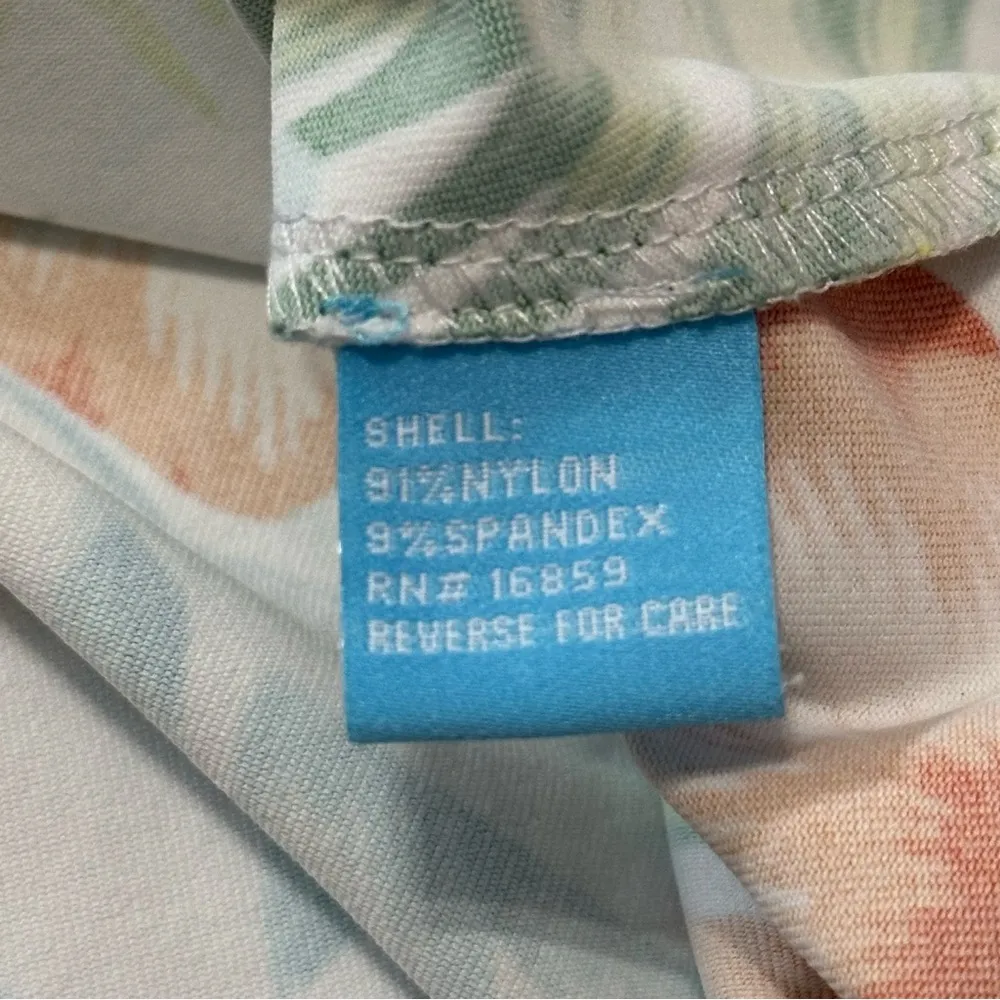 SHELL:
91%NYLON
9%SPANDEX
RN# 16859
REVERSE FOR CARE